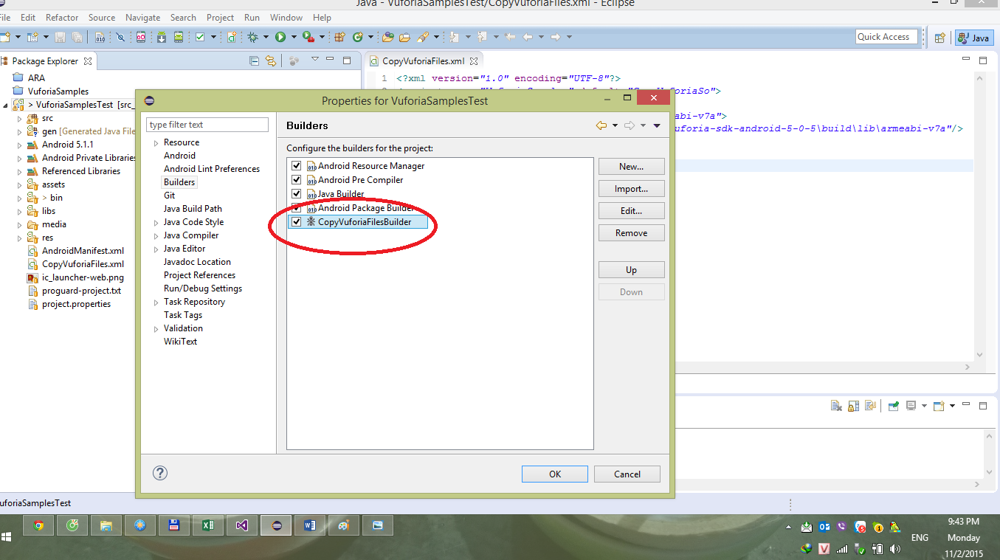 Java - VuforiaSamplesTest/CopyVuforiaFiles.xml - Eclipse
File Edit Refactor Source Navigate Search Project Run Window Help
Quick Access Java
Package Explorer
CopyVuforiaFiles.xml
ARA
VuforiaSamples
> VuforiaSamplesTest [src_
src
gen [Generated Java File
Android 5.1.1
Android Private Libraries
Referenced Libraries
assets
> bin
libs
media
res
AndroidManifest.xml
CopyVuforiaFiles.xml
ic_launcher-web.png
proguard-project.txt
project.properties
1 <?xml version="1.0" encoding="UTF-8"?>
iaSo">
abi-v7a">
uforia-sdk-android-5-0-5\build\lib\armeabi-v7a"/>
Properties for VuforiaSamplesTest
type filter text
Resource
Android
Android Lint Preferences
Builders
Git
Java Build Path
Java Code Style
Java Compiler
Java Editor
Javadoc Location
Project References
Run/Debug Settings
Task Repository
Task Tags
Validation
WikiText
Builders
Configure the builders for the project:
Android Resource Manager
Android Pre Compiler
Java Builder
Android Package Builder
CopyVuforiaFilesBuilder
New...
Import...
Edit...
Remove
Up
Down
OK Cancel
uforiaSamplesTest
ENG
9:43 PM
Monday
11/2/2015